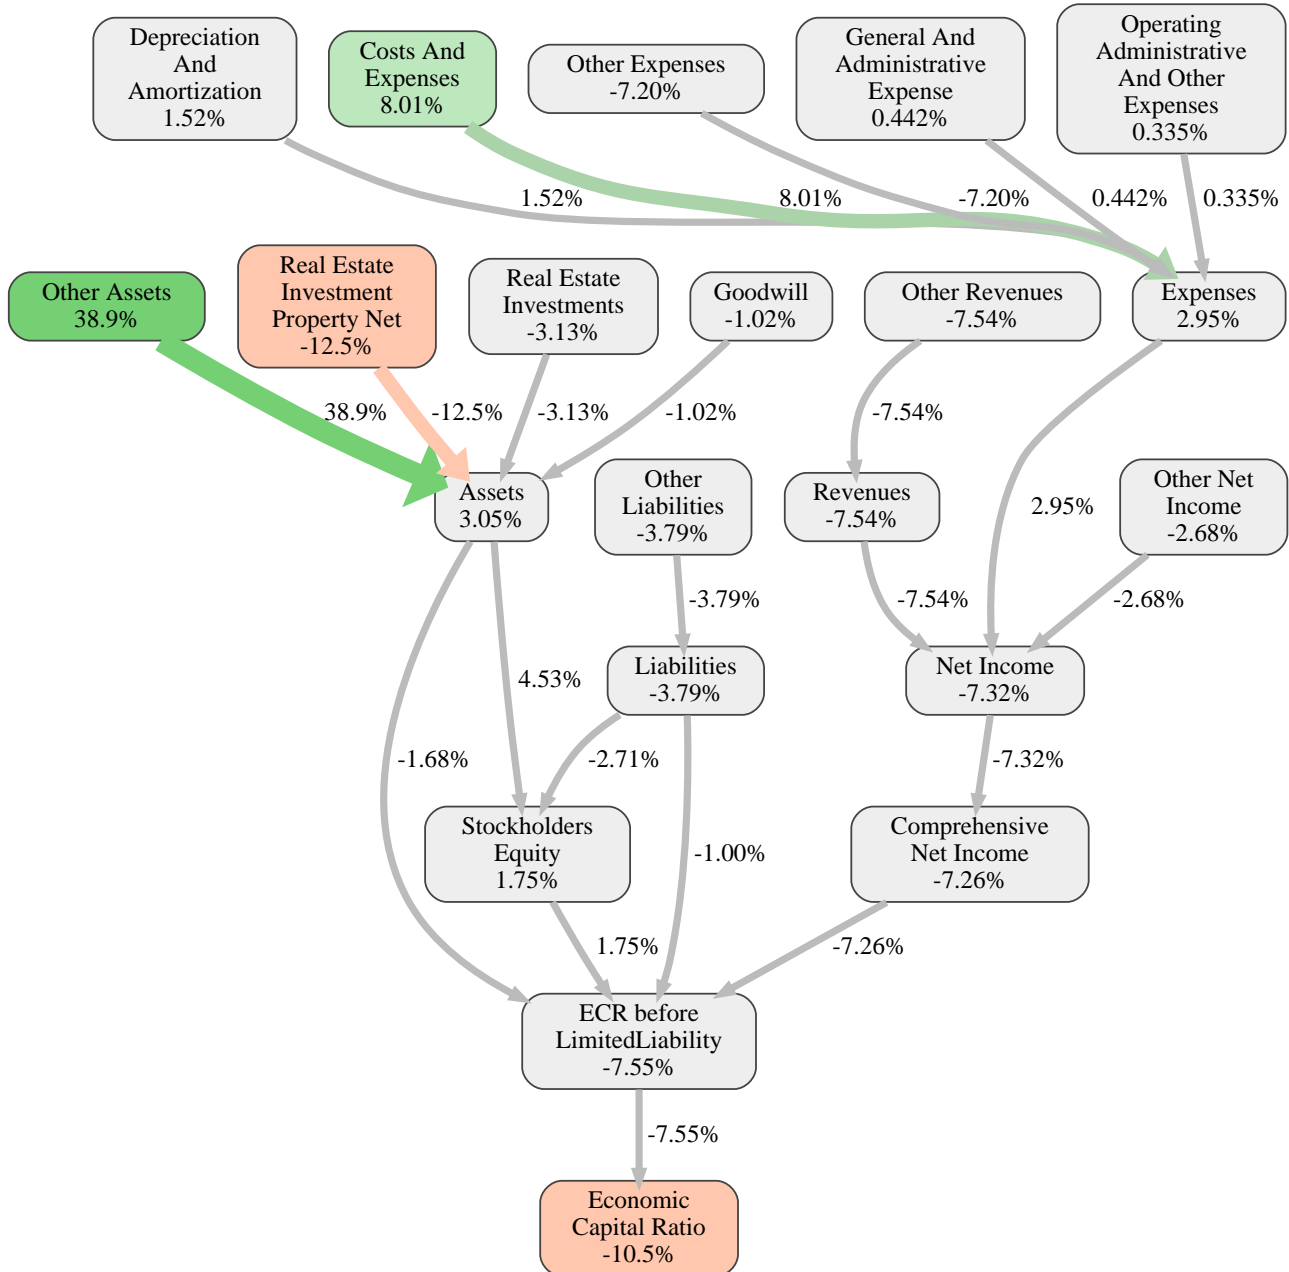 Depreciation
And
Amortization
1.52%
Costs And
Expenses
8.01%
Other Expenses
-7.20%
General And
Administrative
Expense
0.442%
Operating
Administrative
And Other
Expenses
0.335%
1.52%
8.01%
-7.20%
0.442%
0.335%
Other Assets
38.9%
Real Estate
Investment
Property Net
-12.5%
Real Estate
Investments
-3.13%
Goodwill
-1.02%
Other Revenues
-7.54%
Expenses
2.95%
38.9%
-12.5%
-3.13%
-1.02%
-7.54%
Assets
3.05%
Other
Liabilities
-3.79%
Revenues
-7.54%
2.95%
Other Net
Income
-2.68%
-3.79%
-7.54%
-2.68%
4.53%
Liabilities
-3.79%
Net Income
-7.32%
-1.68%
-2.71%
-7.32%
Stockholders
Equity
1.75%
-1.00%
Comprehensive
Net Income
-7.26%
1.75%
-7.26%
ECR before
LimitedLiability
-7.55%
-7.55%
Economic
Capital Ratio
-10.5%